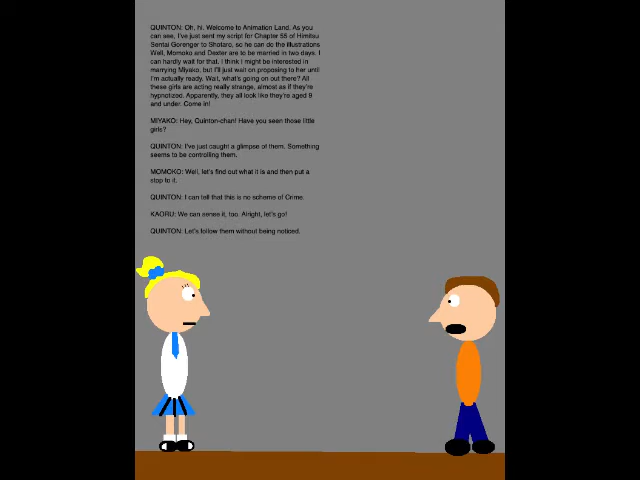 QUINTON: Oh, hi. Welcome to Animation Land. As you
can see, I've just sent my script for Chapter 55 of Himitsu
Sentai Gorenger to Shotaro, so he can do the illustrations
Well, Momoko and Dexter are to be married in two days. I
can hardly wait for that. I think I might be interested in
marrying Miyako, but I'll just wait on proposing to her until
I'm actually ready. Wait, what's going on out there? All
these girls are acting really strange, almost as if they're
hypnotized. Apparently, they all look like they're aged 9
and under. Come in!
MIYAKO: Hey, Quinton-chan! Have you seen those little
girls?
QUINTON: I've just caught a glimpse of them. Something
seems to be controlling them.
MOMOKO: Well, let's find out what it is and then put a
stop to it.
QUINTON: I can tell that this is no scheme of Crime.
KAORU: We can sense it, too. Alright, let's go!
QUINTON: Let's follow them without being noticed.